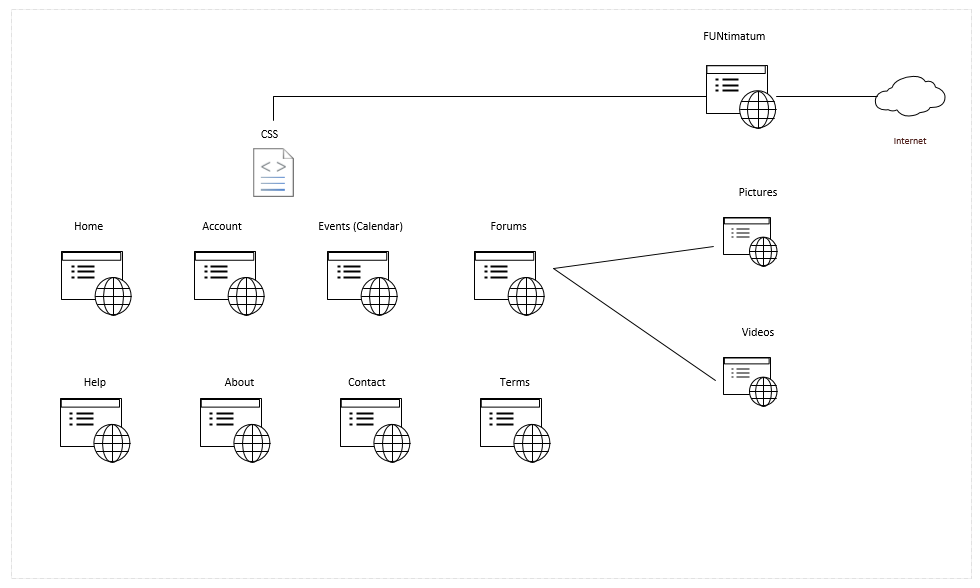 FUNtimatum
Internet
CSS
< >
Pictures
Home
Account
Events (Calendar)
Forums
Videos
Help
About
Contact
Terms